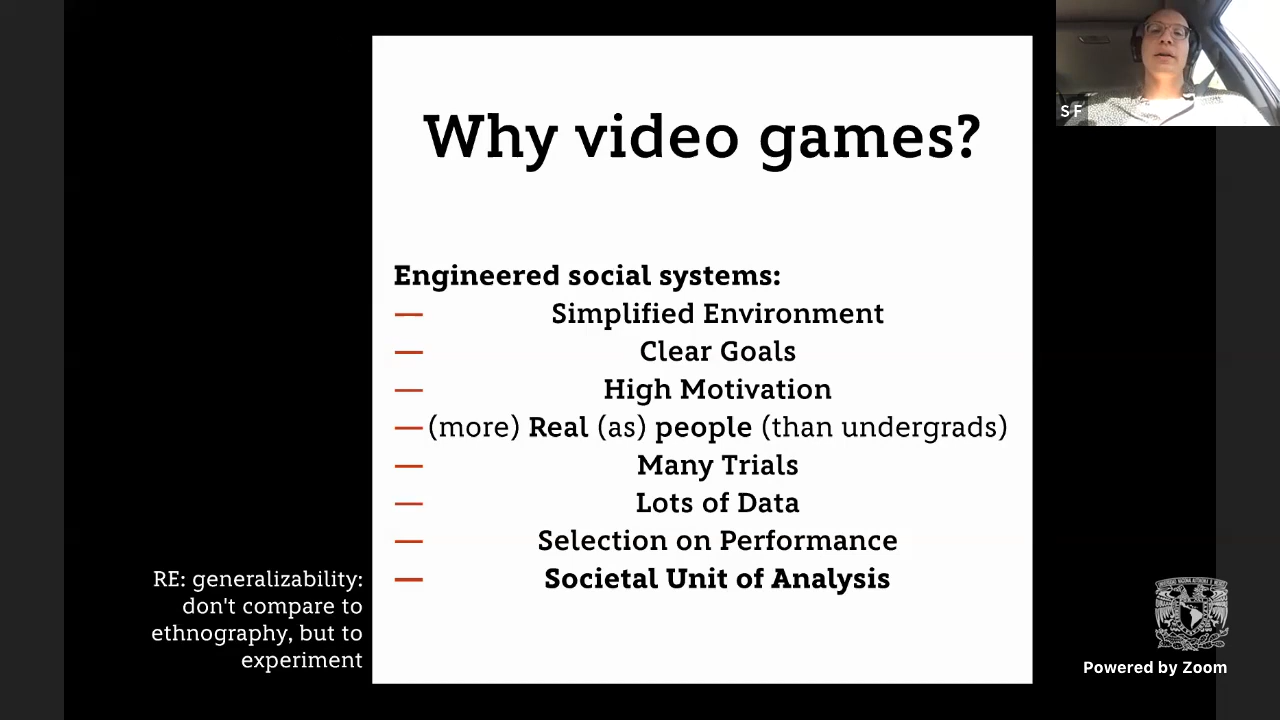 Why video games?
Engineered social systems:
— Simplified Environment
— Clear Goals
— High Motivation
— (more) Real (as) people (than undergrads)
— Many Trials
— Lots of Data
— Selection on Performance
— Societal Unit of Analysis
RE: generalizability:
don't compare to
ethnography, but to
experiment
S F
Powered by Zoom